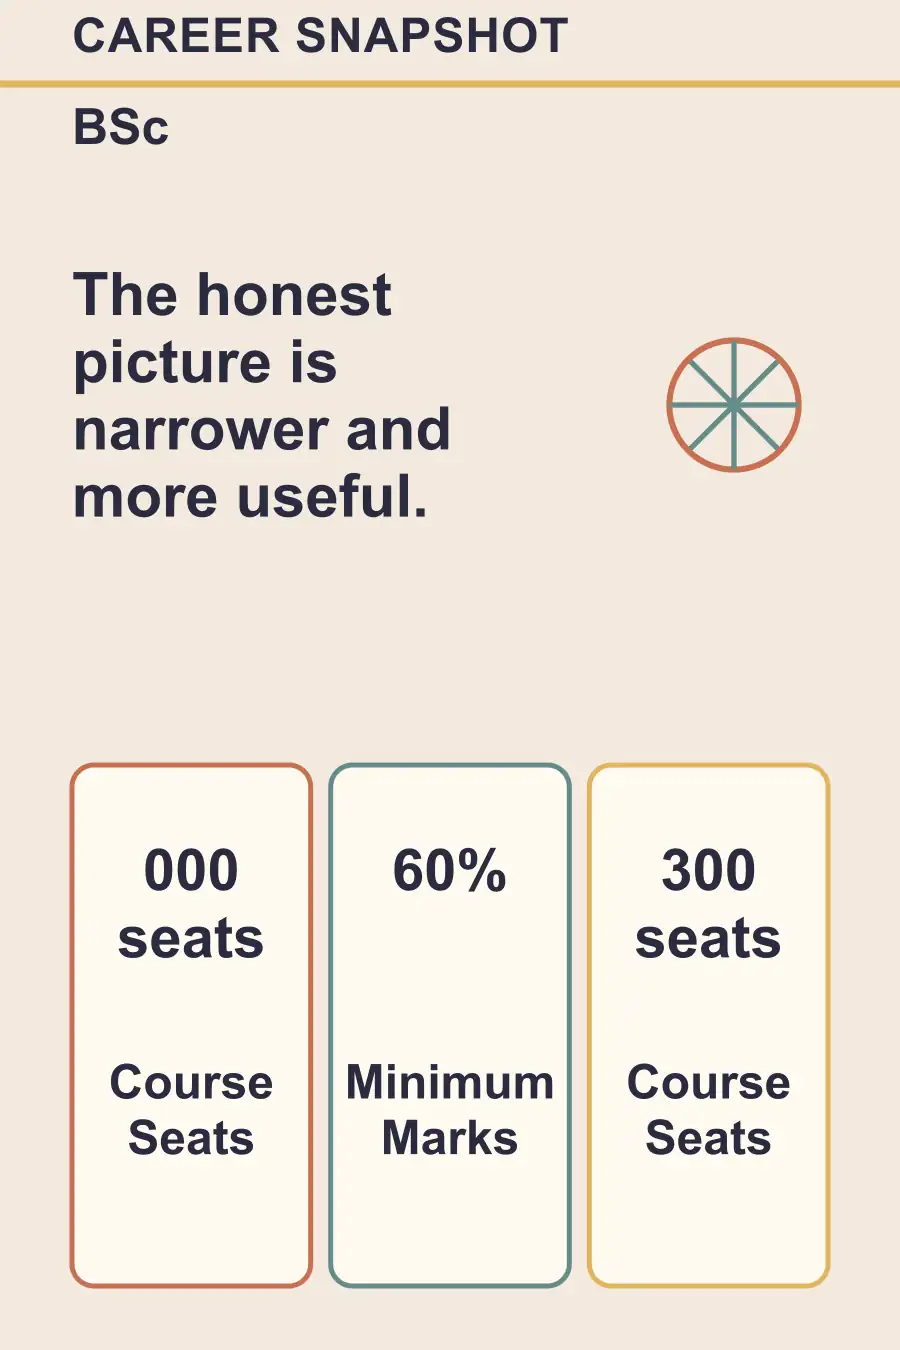 CAREER SNAPSHOT
BSc
The honest
picture is
narrower and
more useful.
000
seats
Course
Seats
60%
Minimum
Marks
300
seats
Course
Seats